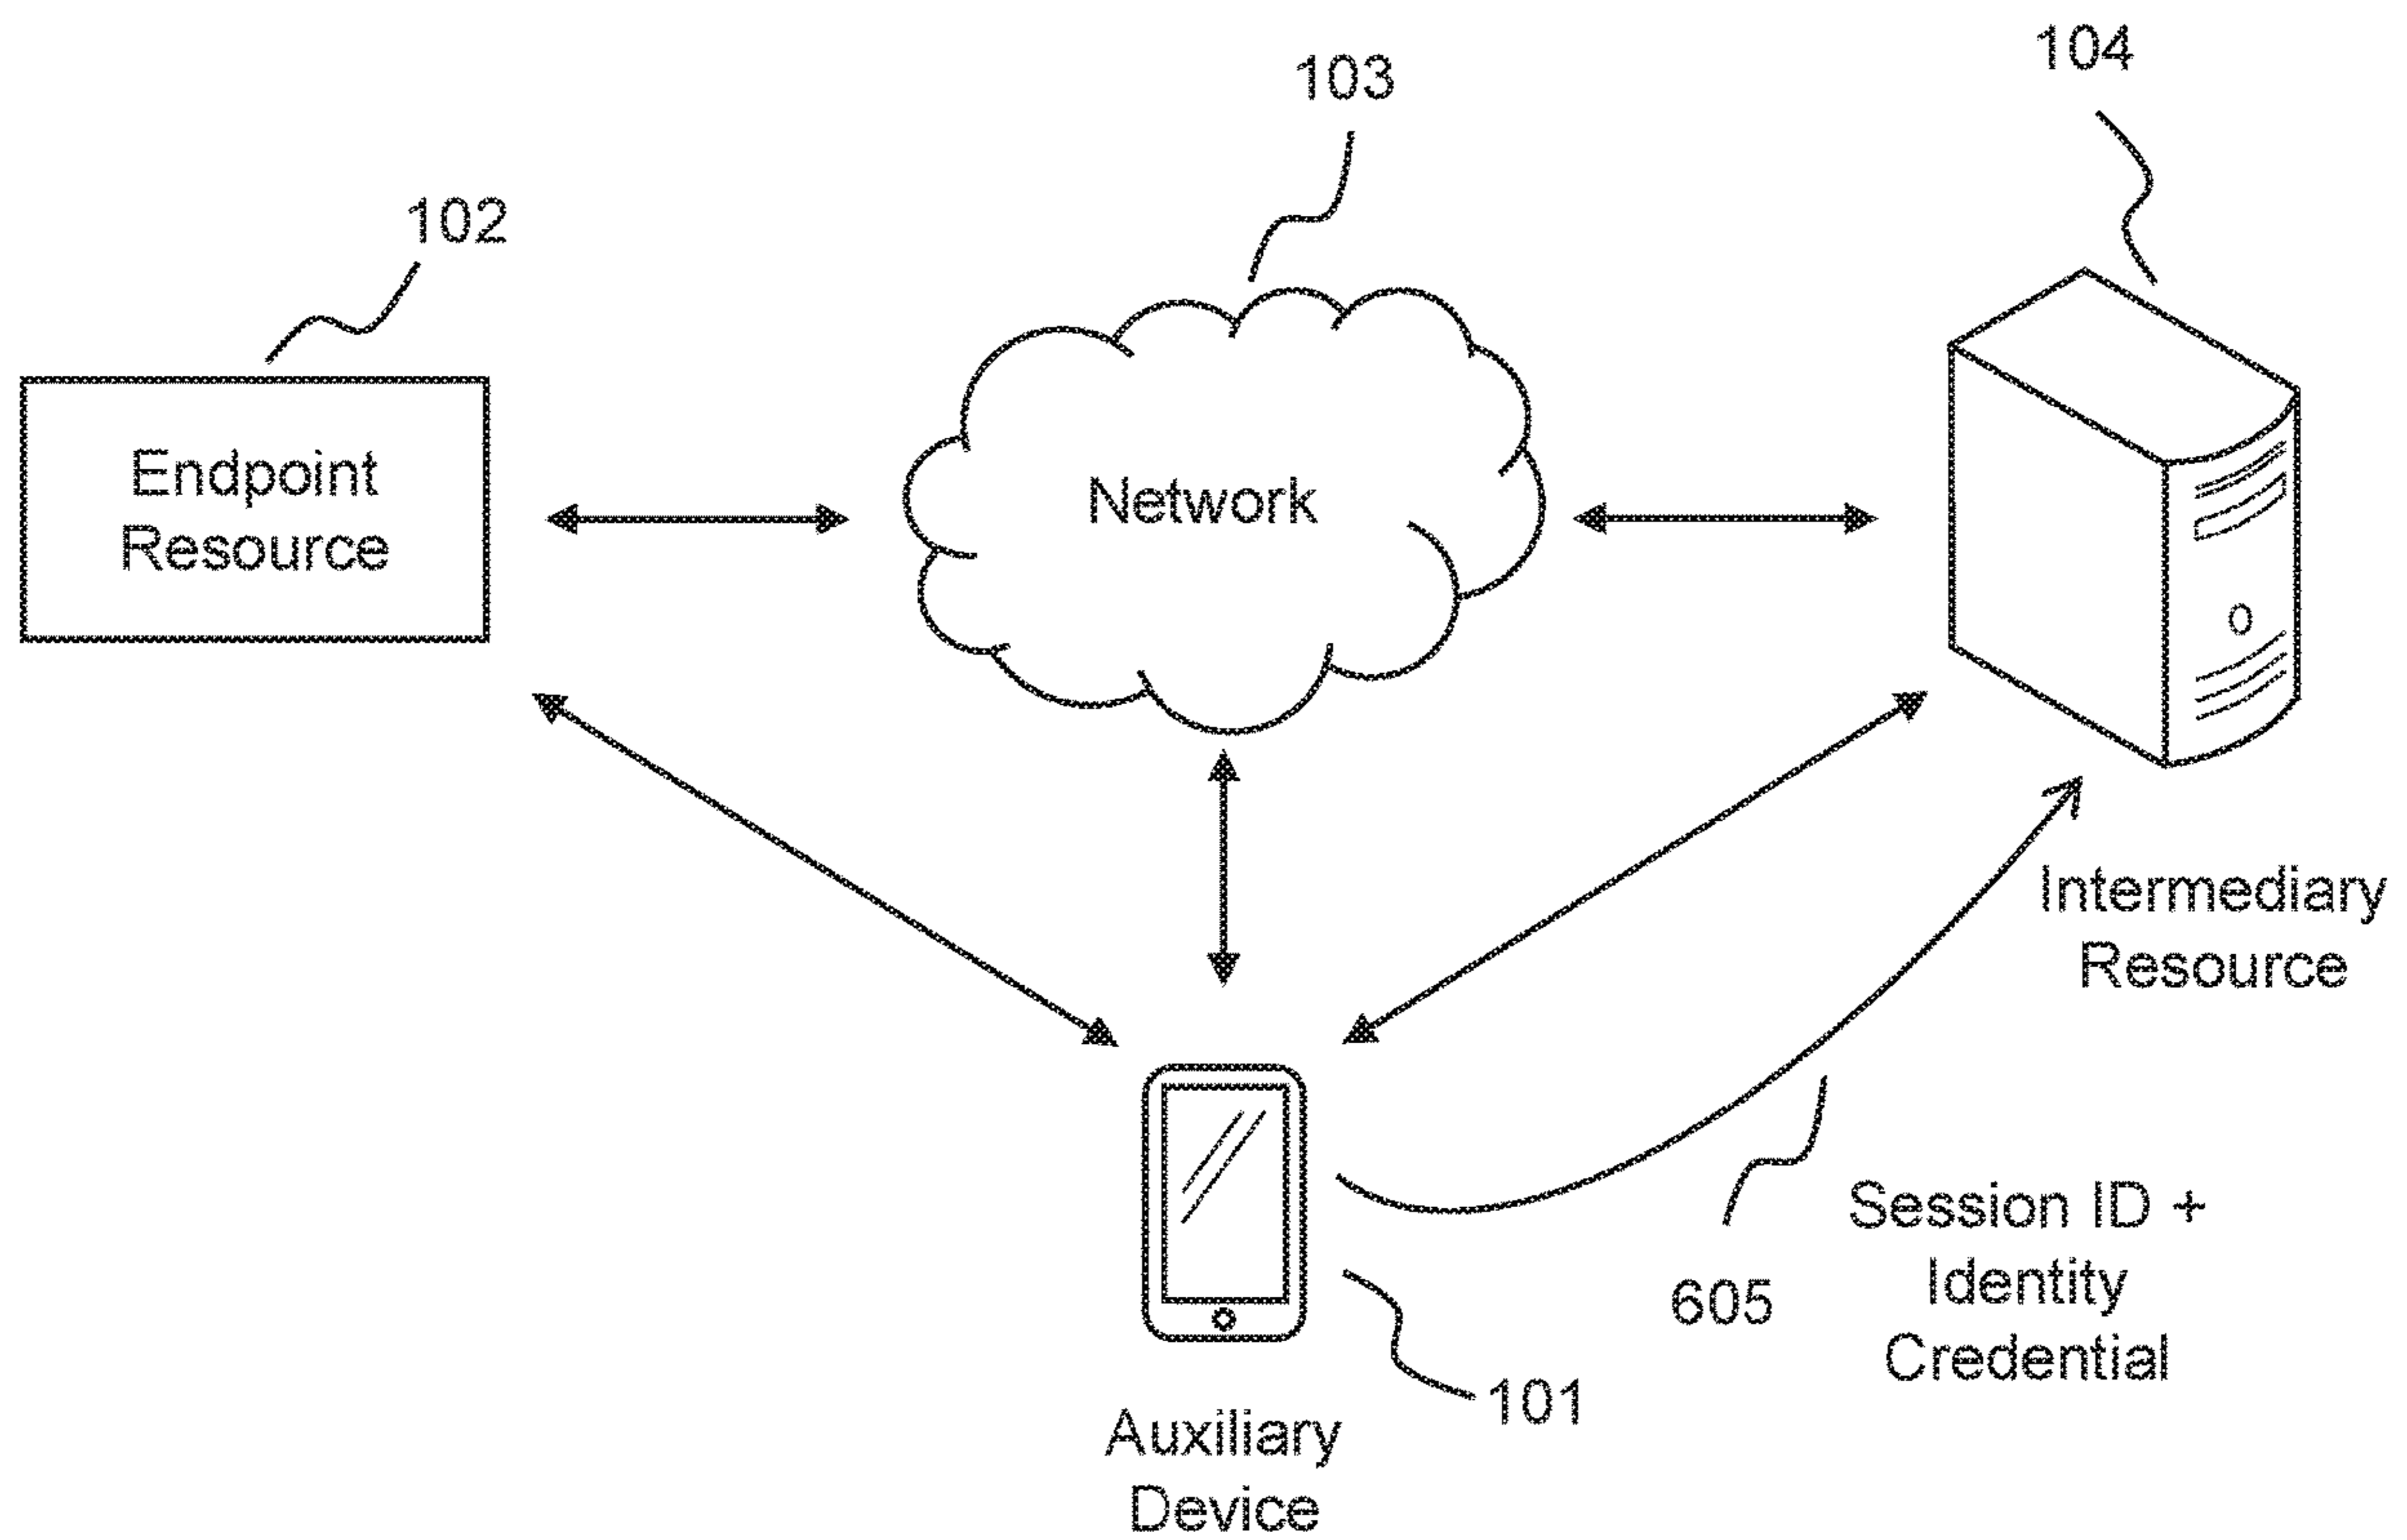 104
103
102
Endpoint
Resource
Network
Intermediary
Resource
Session ID +
Identity
Credential
605
101
Auxiliary
Device